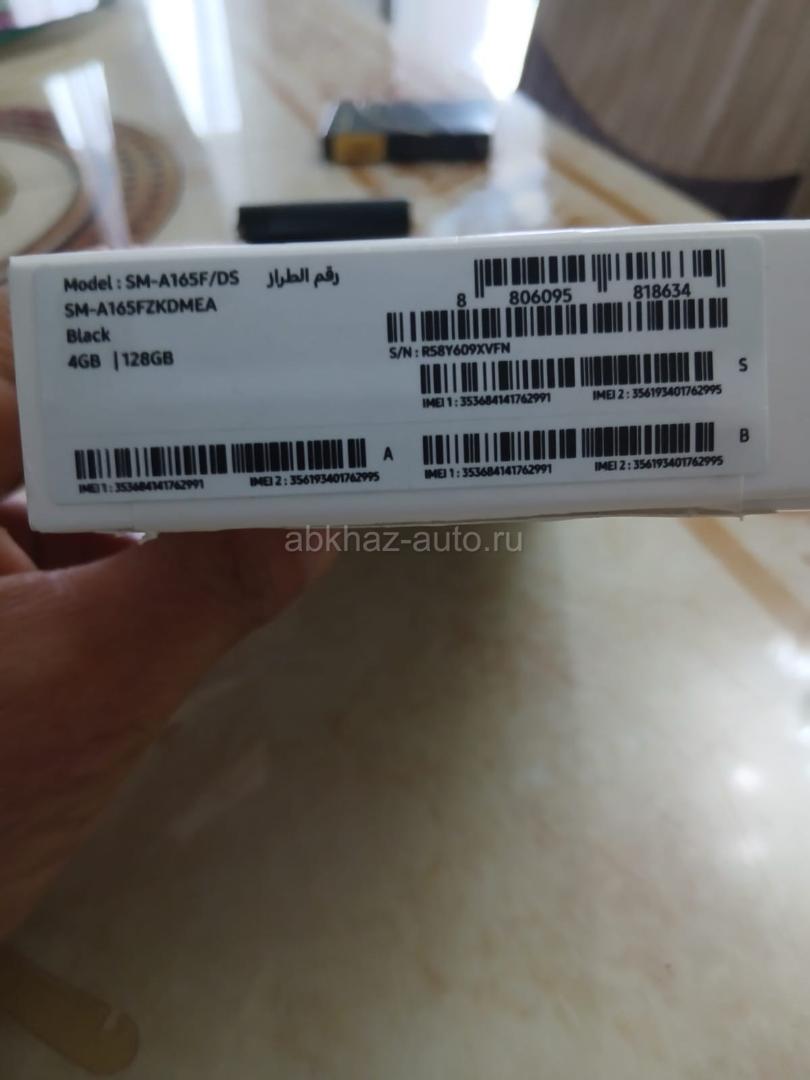 Model : SM-A165F/DS رقم الطراز
SM-A165FZKDMEA
Black
4GB | 128GB
8 806095 818634
S/N : R58Y609XVFN
IMEI 1 : 353684141762991 IMEI 2 : 356193401762995 S
IMEI 1 : 353684141762991 IMEI 2 : 356193401762995 A
IMEI 1 : 353684141762991 IMEI 2 : 356193401762995 B
abkhaz-auto.ru